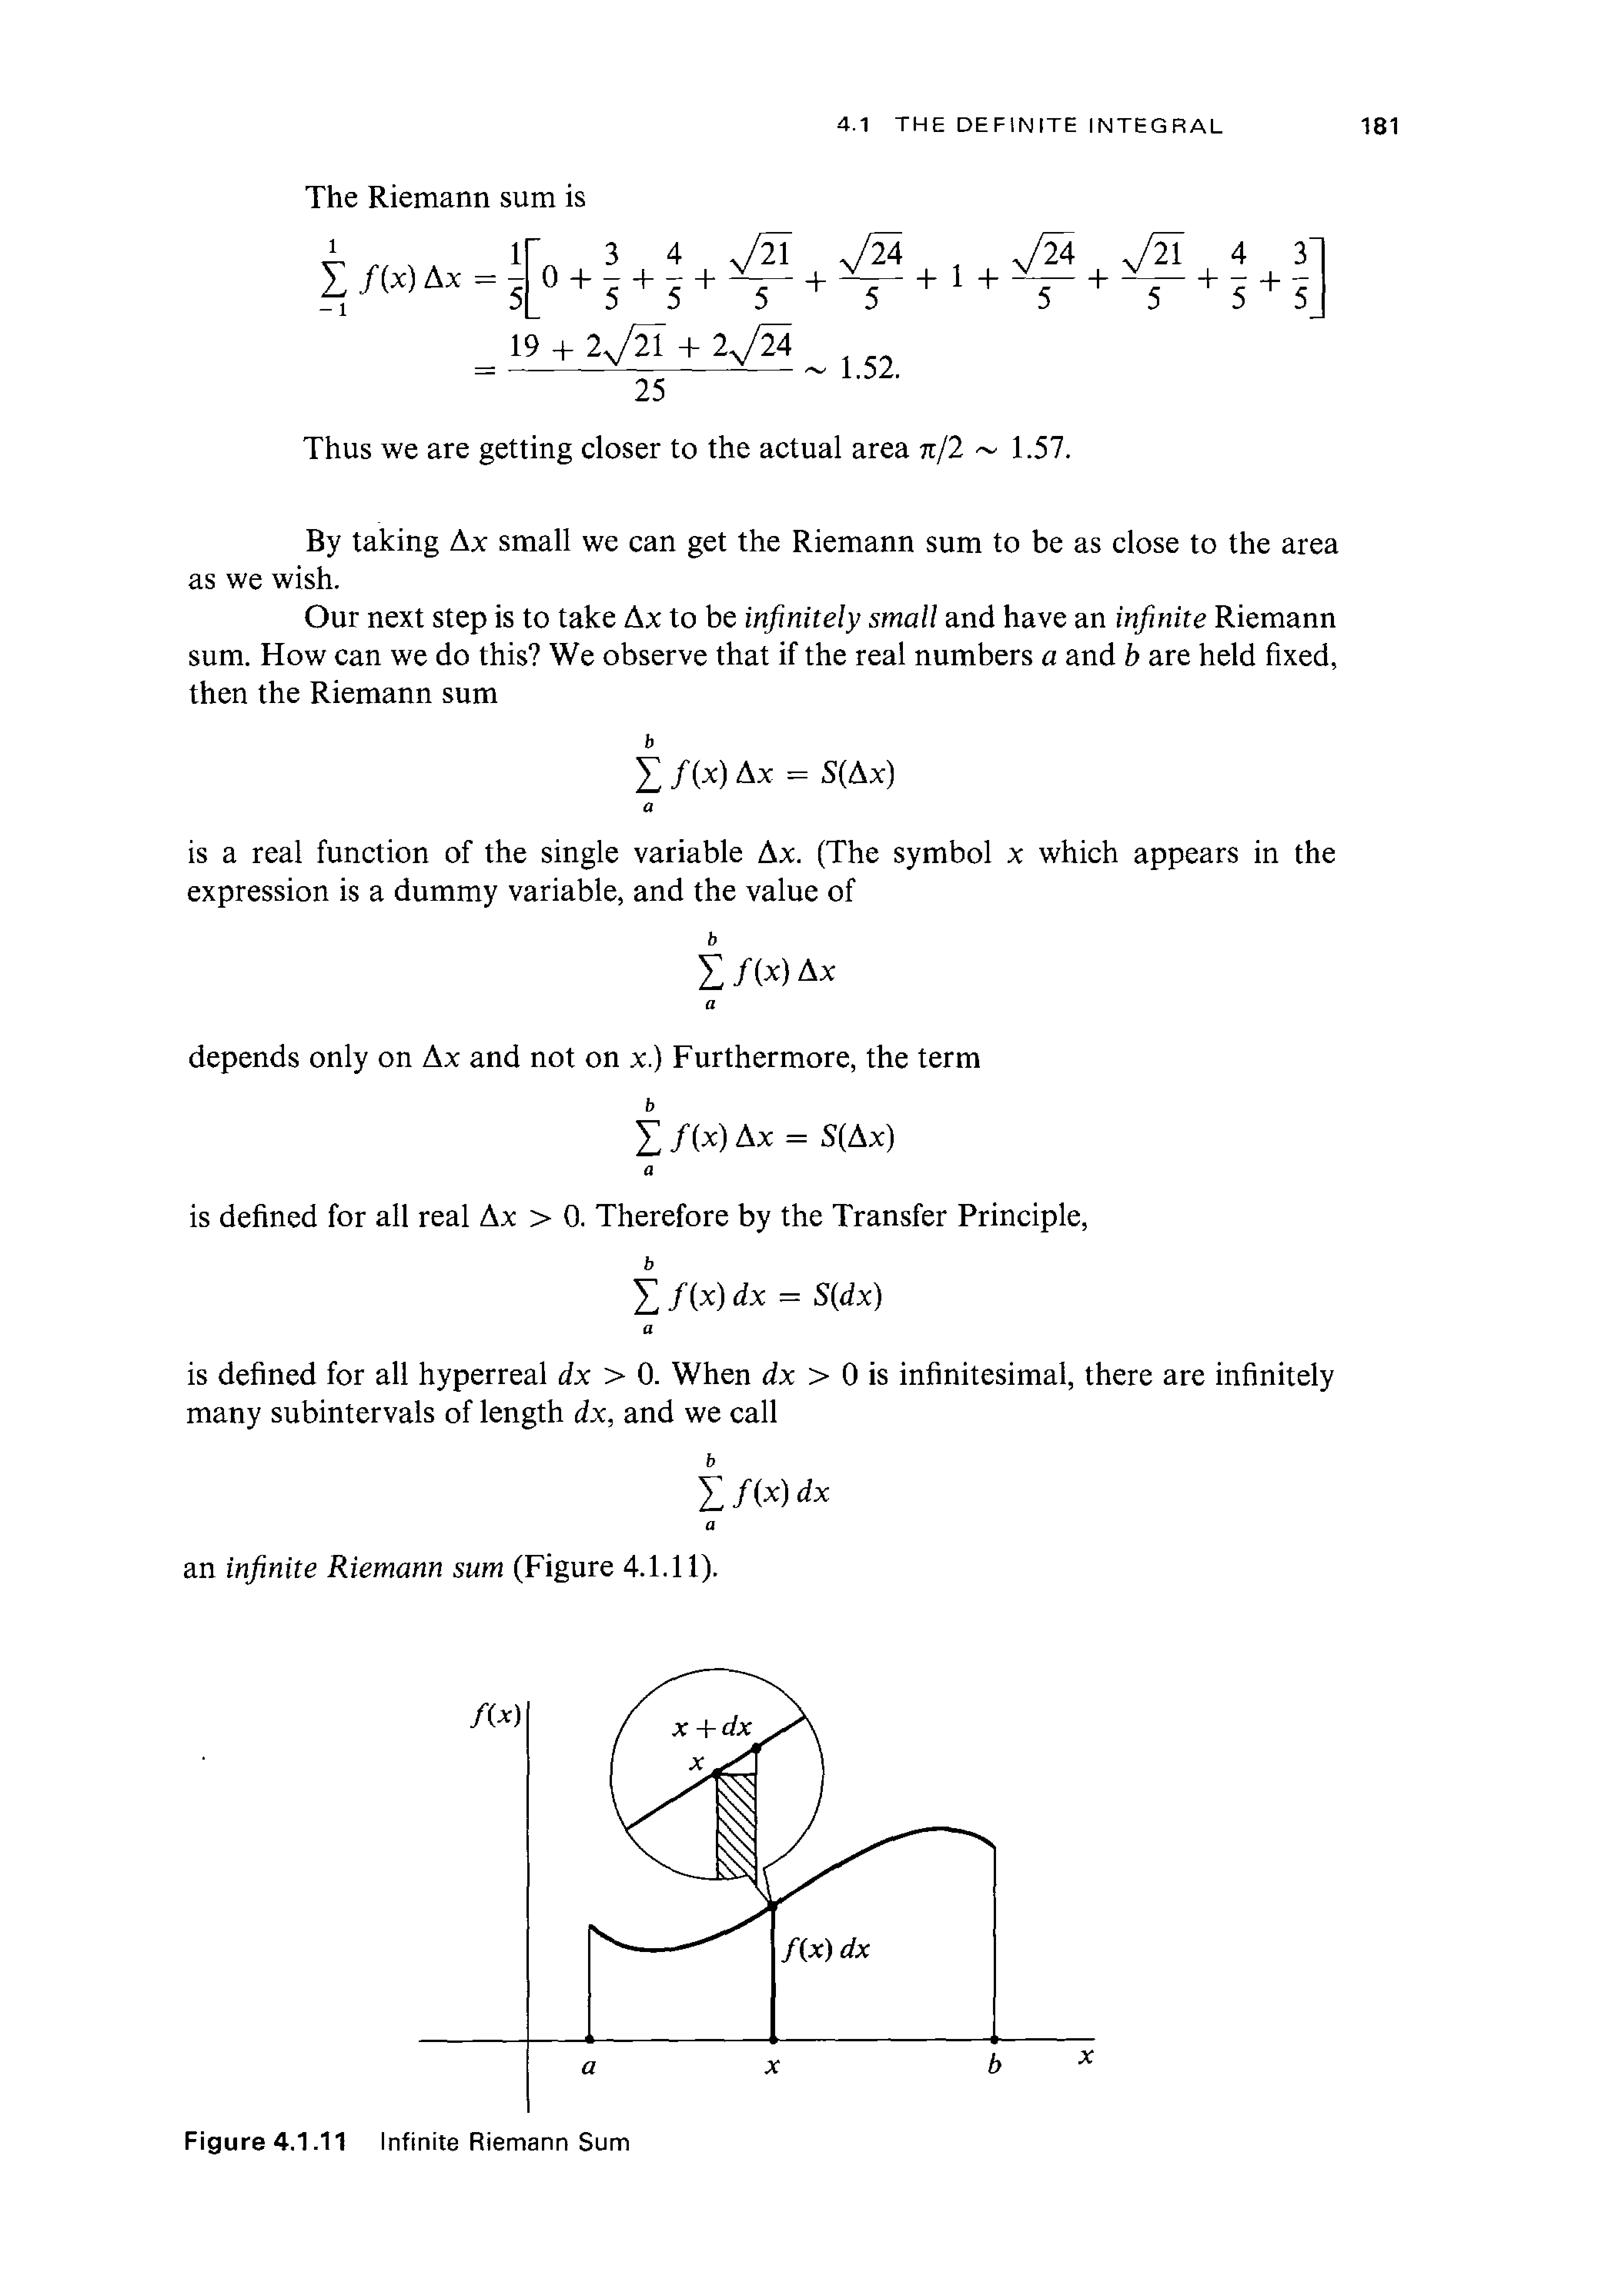 4.1 THE DEFINITE INTEGRAL 181
The Riemann sum is
$\sum_{-1}^{1} f(x)\,\Delta x = \frac{1}{5}\left[0 + \frac{3}{5} + \frac{4}{5} + \frac{\sqrt{21}}{5} + \frac{\sqrt{24}}{5} + 1 + \frac{\sqrt{24}}{5} + \frac{\sqrt{21}}{5} + \frac{4}{5} + \frac{3}{5}\right]$
$= \frac{19 + 2\sqrt{21} + 2\sqrt{24}}{25} \sim 1.52.$
Thus we are getting closer to the actual area π/2 ~ 1.57.
By taking Δx small we can get the Riemann sum to be as close to the area
as we wish.
Our next step is to take Δx to be infinitely small and have an infinite Riemann
sum. How can we do this? We observe that if the real numbers a and b are held fixed,
then the Riemann sum
$\sum_{a}^{b} f(x)\,\Delta x = S(\Delta x)$
is a real function of the single variable Δx. (The symbol x which appears in the
expression is a dummy variable, and the value of
$\sum_{a}^{b} f(x)\,\Delta x$
depends only on Δx and not on x.) Furthermore, the term
$\sum_{a}^{b} f(x)\,\Delta x = S(\Delta x)$
is defined for all real Δx > 0. Therefore by the Transfer Principle,
$\sum_{a}^{b} f(x)\,dx = S(dx)$
is defined for all hyperreal dx > 0. When dx > 0 is infinitesimal, there are infinitely
many subintervals of length dx, and we call
$\sum_{a}^{b} f(x)\,dx$
an infinite Riemann sum (Figure 4.1.11).
f(x)
x + dx
x
f(x) dx
a x b x
Figure 4.1.11 Infinite Riemann Sum